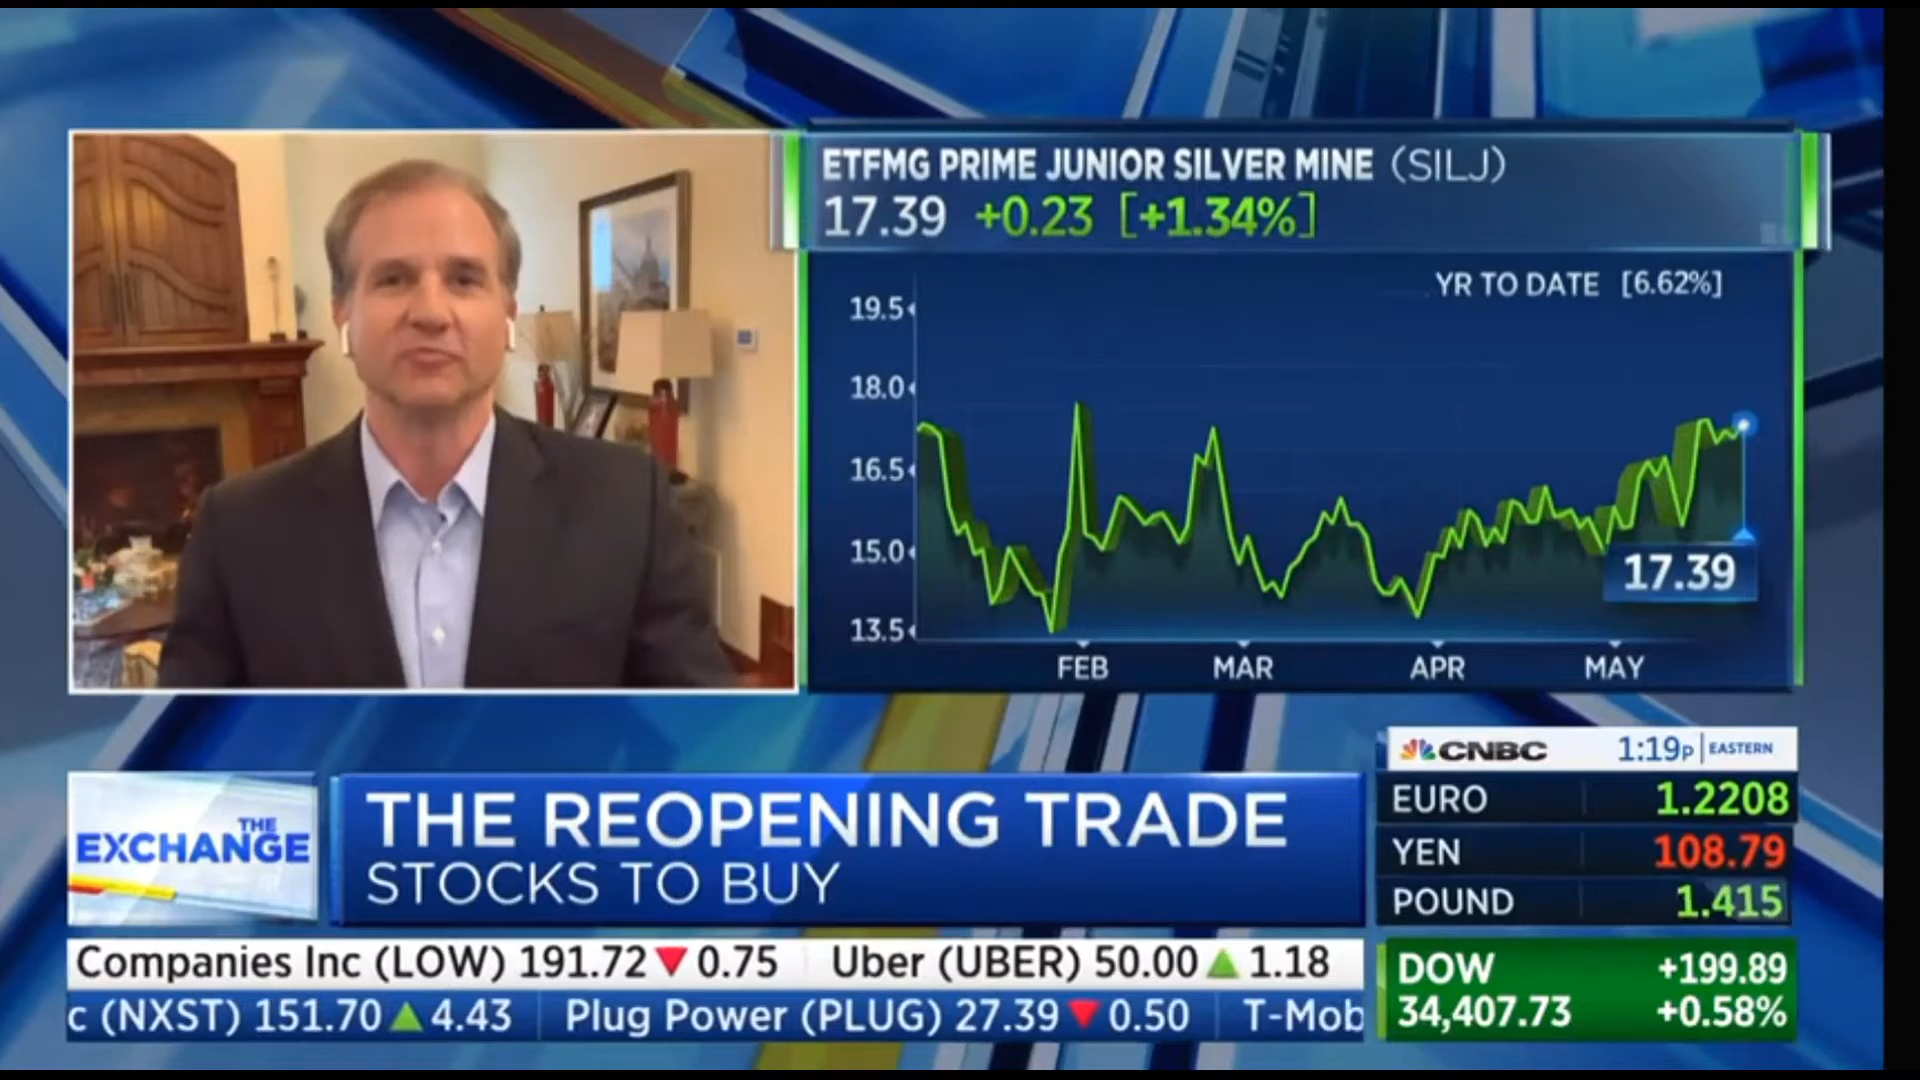 ETFMG PRIME JUNIOR SILVER MINE (SILJ)
17.39 +0.23 [+1.34%]
YR TO DATE [6.62%]
19.5
18.0
16.5
15.0
13.5
17.39
FEB MAR APR MAY
CNBC 1:19P EASTERN
EURO 1.2208
YEN 108.79
POUND 1.415
THE EXCHANGE
THE REOPENING TRADE
STOCKS TO BUY
Companies Inc (LOW) 191.72 ▼ 0.75 Uber (UBER) 50.00 ▲ 1.18
c (NXST) 151.70 ▲ 4.43 Plug Power (PLUG) 27.39 ▼ 0.50 T-Mob
DOW +199.89
34,407.73 +0.58%